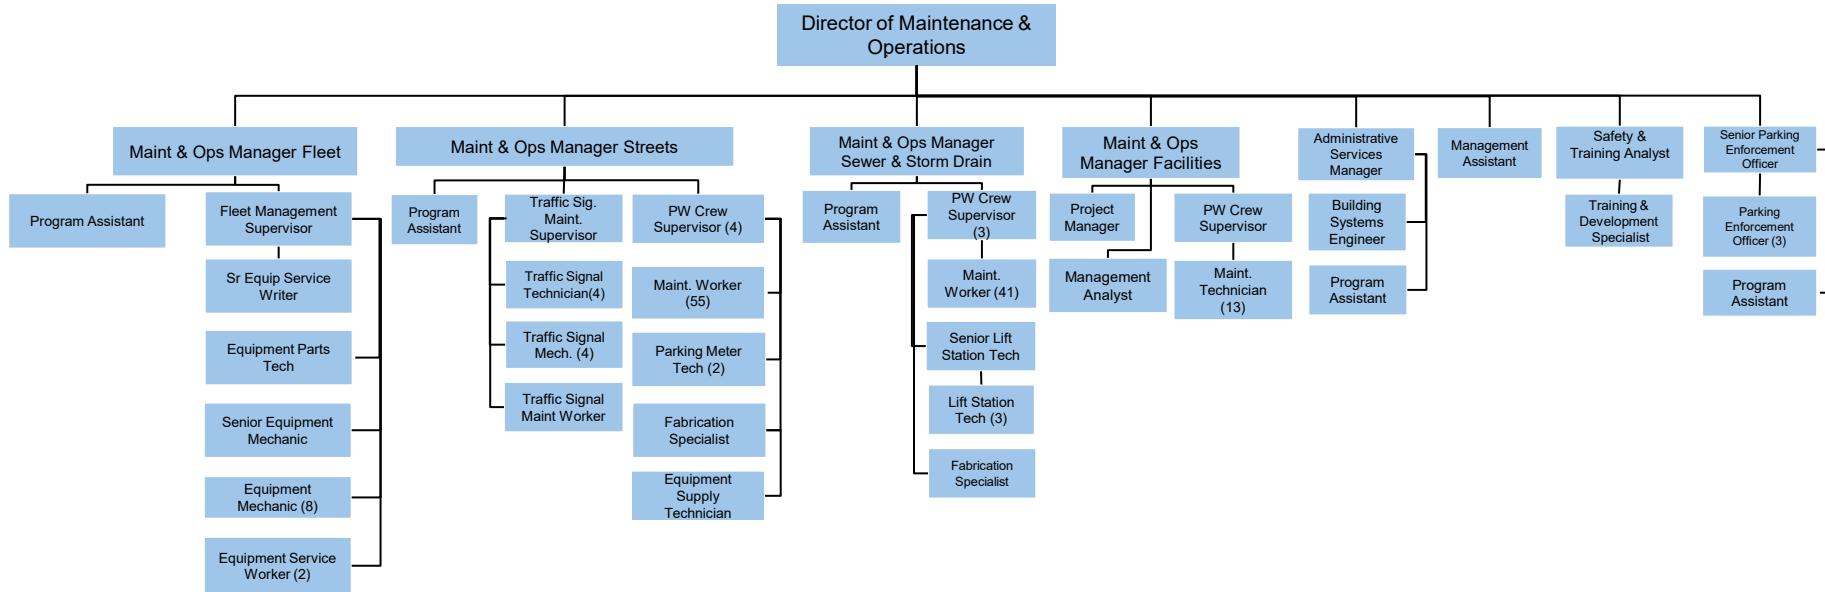 Director of Maintenance &
Operations
Maint & Ops Manager Fleet
Program Assistant
Fleet Management
Supervisor
Sr Equip Service
Writer
Equipment Parts
Tech
Senior Equipment
Mechanic
Equipment
Mechanic (8)
Equipment Service
Worker (2)
Maint & Ops Manager Streets
Program
Assistant
Traffic Sig.
Maint.
Supervisor
Traffic Signal
Technician(4)
Traffic Signal
Mech. (4)
Traffic Signal
Maint Worker
PW Crew
Supervisor (4)
Maint. Worker
(55)
Parking Meter
Tech (2)
Fabrication
Specialist
Equipment
Supply
Technician
Maint & Ops Manager
Sewer & Storm Drain
Program
Assistant
PW Crew
Supervisor
(3)
Maint.
Worker (41)
Senior Lift
Station Tech
Lift Station
Tech (3)
Fabrication
Specialist
Maint & Ops
Manager Facilities
Project
Manager
Management
Analyst
PW Crew
Supervisor
Maint.
Technician
(13)
Administrative
Services
Manager
Building
Systems
Engineer
Program
Assistant
Management
Assistant
Safety &
Training Analyst
Training &
Development
Specialist
Senior Parking
Enforcement
Officer
Parking
Enforcement
Officer (3)
Program
Assistant